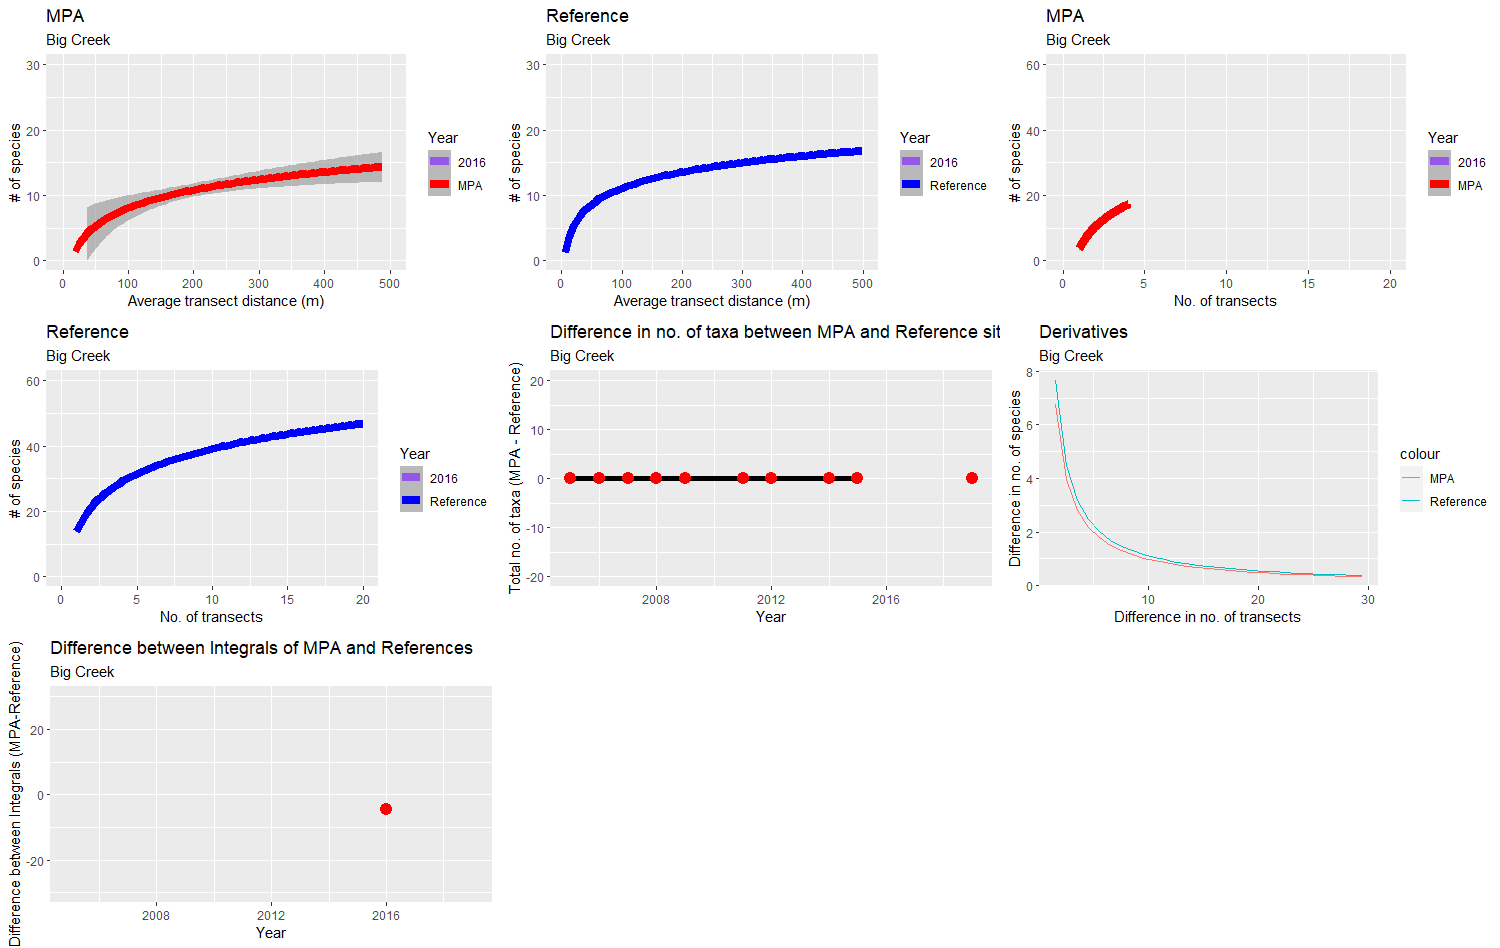 MPA
Big Creek
# of species
30
20
10
0
0 100 200 300 400 500
Average transect distance (m)
Year
2016
MPA
Reference
Big Creek
# of species
30
20
10
0
0 100 200 300 400 500
Average transect distance (m)
Year
2016
Reference
MPA
Big Creek
# of species
60
40
20
0
0 5 10 15 20
No. of transects
Year
2016
MPA
Reference
Big Creek
# of species
60
40
20
0
0 5 10 15 20
No. of transects
Year
2016
Reference
Difference in no. of taxa between MPA and Reference sit
Big Creek
Total no. of taxa (MPA - Reference)
20
10
0
-10
-20
2008 2012 2016
Year
Derivatives
Big Creek
Difference in no. of species
8
6
4
2
0
10 20 30
Difference in no. of transects
colour
MPA
Reference
Difference between Integrals of MPA and References
Big Creek
Difference between Integrals (MPA-Reference)
20
0
-20
2008 2012 2016
Year